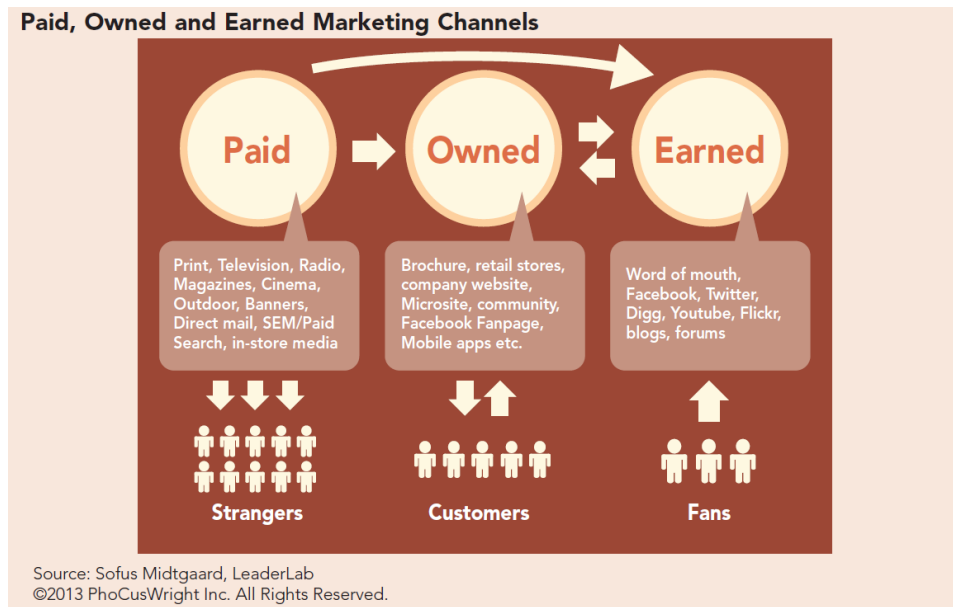 Paid, Owned and Earned Marketing Channels
Paid
Owned
Earned
Print, Television, Radio,
Magazines, Cinema,
Outdoor, Banners,
Direct mail, SEM/Paid
Search, in-store media
Brochure, retail stores,
company website,
Microsite, community,
Facebook Fanpage,
Mobile apps etc.
Word of mouth,
Facebook, Twitter,
Digg, Youtube, Flickr,
blogs, forums
Strangers
Customers
Fans
Source: Sofus Midtgaard, LeaderLab
©2013 PhoCusWright Inc. All Rights Reserved.